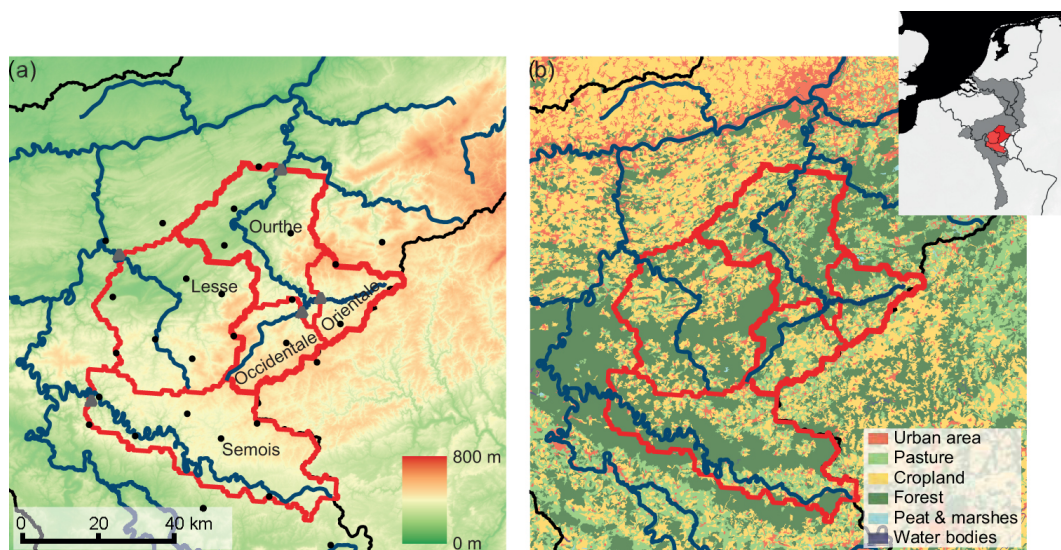 (a)
Ourthe
Lesse
Orientale
Occidentale
Semois
800 m
0 m
0 20 40 km
(b)
Urban area
Pasture
Cropland
Forest
Peat & marshes
Water bodies